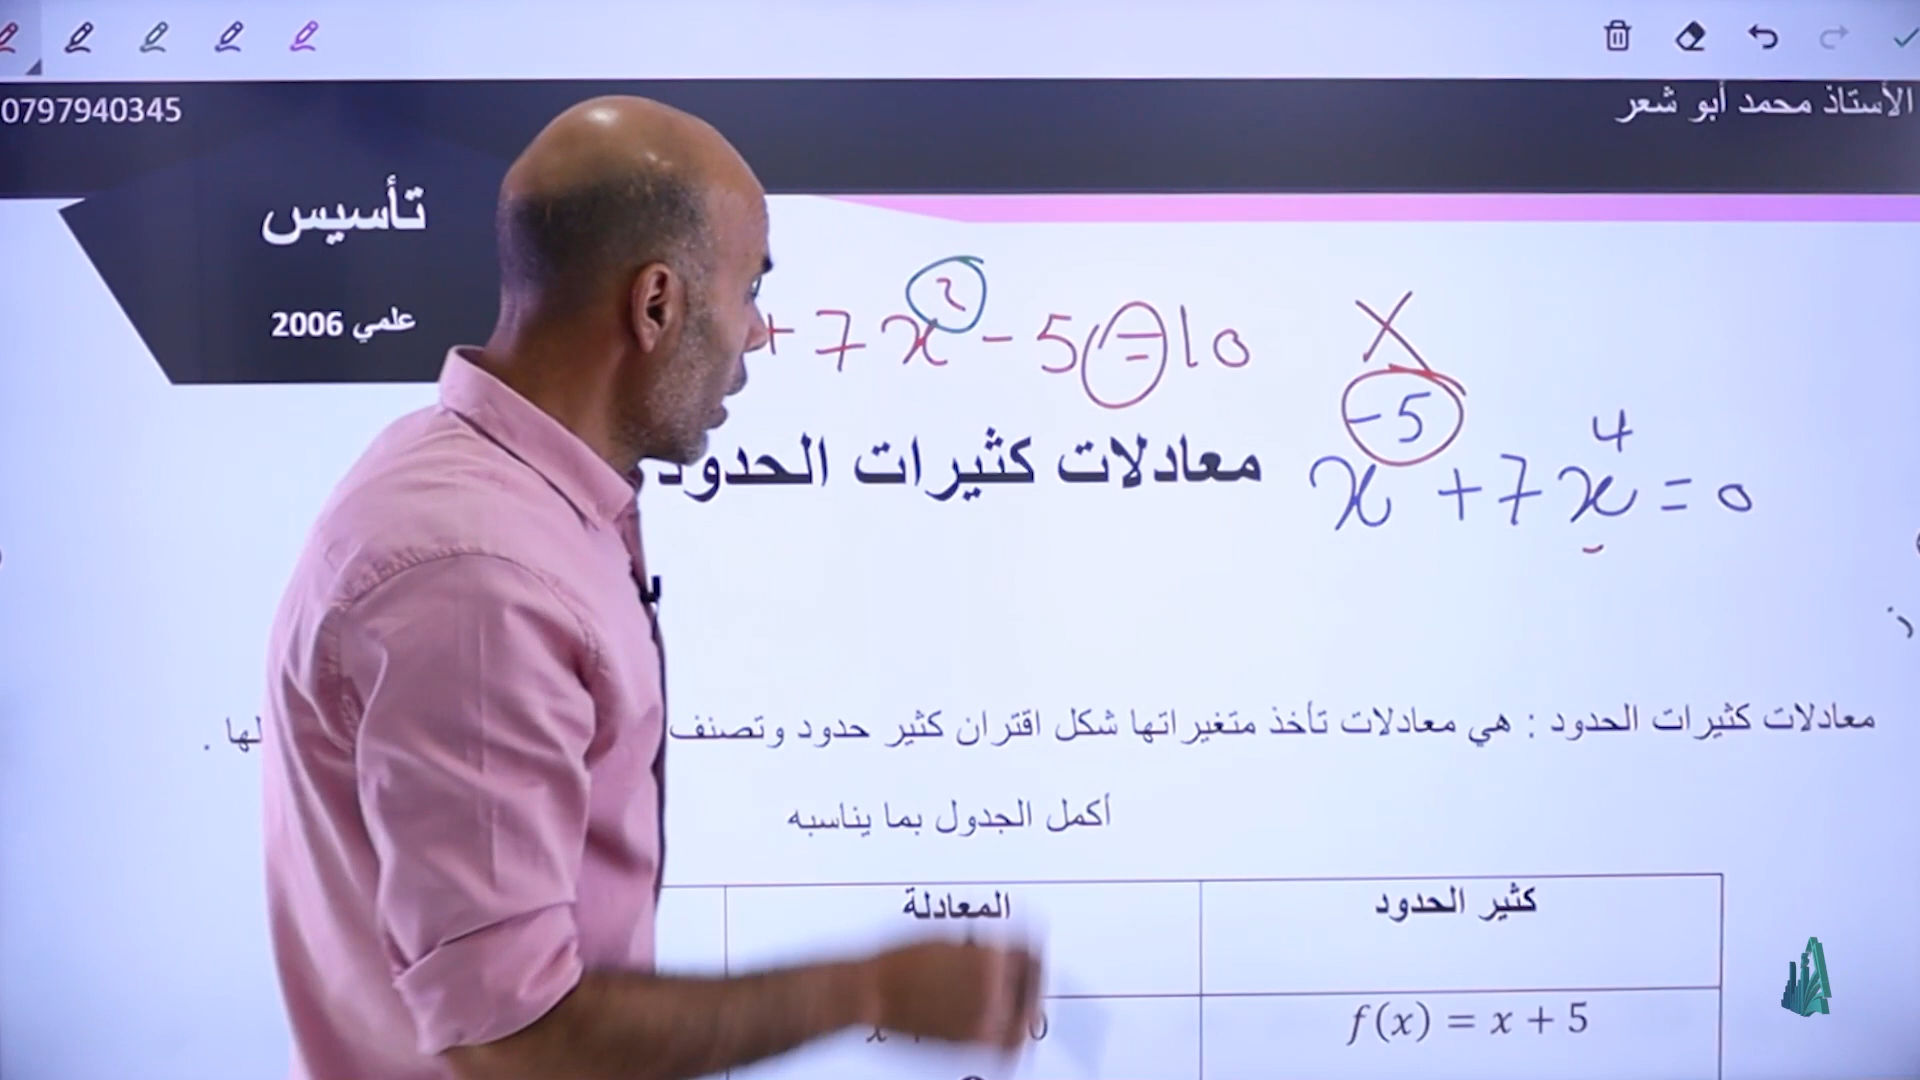 0797940345
الأستاذ محمد أبو شعر
تأسيس
علمي 2006
+ 7x² - 5 = 10
X
x⁻⁵ + 7x⁴ = 0
معادلات كثيرات الحدود
معادلات كثيرات الحدود : هي معادلات تأخذ متغيراتها شكل اقتران كثير حدود وتصنف
لها .
أكمل الجدول بما يناسبه
كثير الحدود
المعادلة
f(x) = x + 5